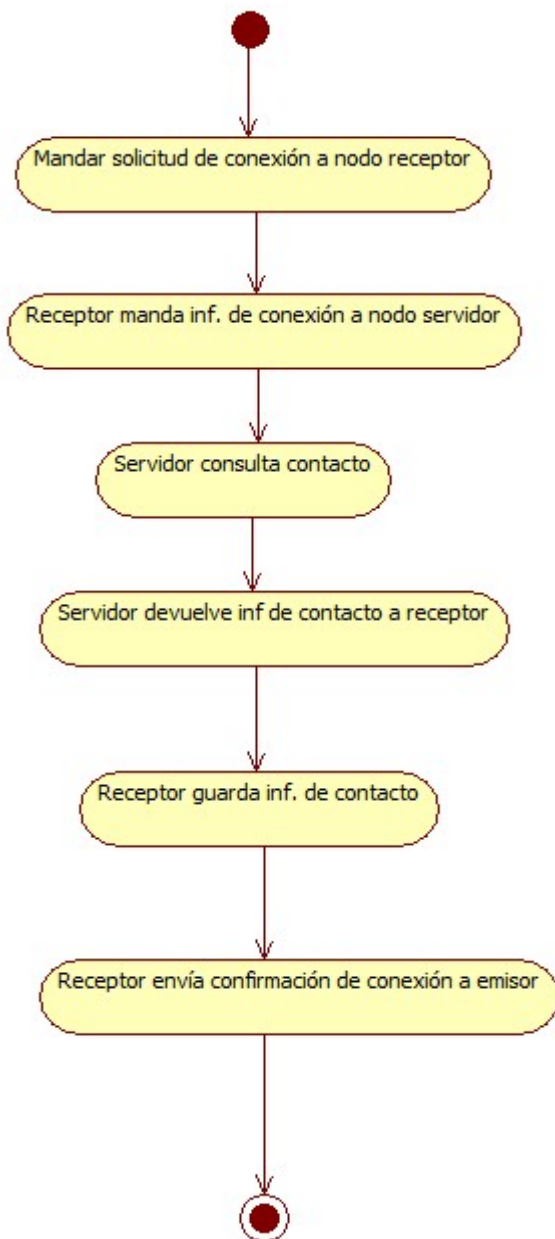 Mandar solicitud de conexión a nodo receptor
Receptor manda inf. de conexión a nodo servidor
Servidor consulta contacto
Servidor devuelve inf de contacto a receptor
Receptor guarda inf. de contacto
Receptor envía confirmación de conexión a emisor